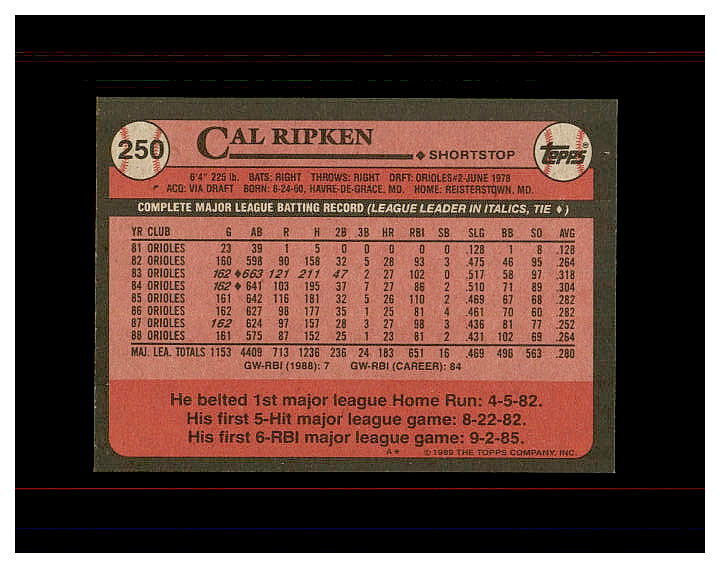 250
CAL RIPKEN
♦ SHORTSTOP
TOPPS®
6'4" 225 lb. BATS: RIGHT THROWS: RIGHT DRFT: ORIOLES#2-JUNE 1978
ACQ: VIA DRAFT BORN: 8-24-60, HAVRE-DE-GRACE, MD. HOME: REISTERSTOWN, MD.
COMPLETE MAJOR LEAGUE BATTING RECORD (LEAGUE LEADER IN ITALICS, TIE ♦)
YR CLUB G AB R H 2B 3B HR RBI SB SLG BB SO AVG
81 ORIOLES 23 39 1 5 0 0 0 0 0 .128 1 8 .128
82 ORIOLES 160 598 90 158 32 5 28 93 3 .475 46 95 .264
83 ORIOLES 162 ♦663 121 211 47 2 27 102 0 .517 58 97 .318
84 ORIOLES 162 ♦ 641 103 195 37 7 27 86 2 .510 71 89 .304
85 ORIOLES 161 642 116 181 32 5 26 110 2 .469 67 68 .282
86 ORIOLES 162 627 98 177 35 1 25 81 4 .461 70 60 .282
87 ORIOLES 162 624 97 157 28 3 27 98 3 .436 81 77 .252
88 ORIOLES 161 575 87 152 25 1 23 81 2 .431 102 69 .264
MAJ. LEA. TOTALS 1153 4409 713 1236 236 24 183 651 16 .469 496 563 .280
GW-RBI (1988): 7 GW-RBI (CAREER): 84
He belted 1st major league Home Run: 4-5-82.
His first 5-Hit major league game: 8-22-82.
His first 6-RBI major league game: 9-2-85.
A* © 1989 THE TOPPS COMPANY, INC.